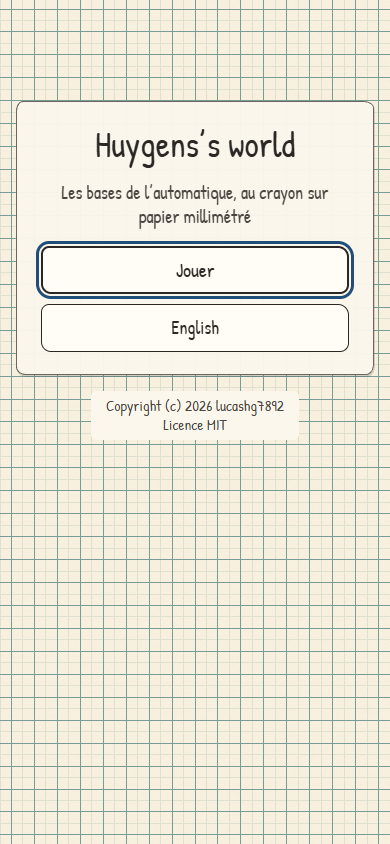 Huygens's world
Les bases de l'automatique, au crayon sur
papier millimétré
Jouer
English
Copyright (c) 2026 lucashg7892
Licence MIT